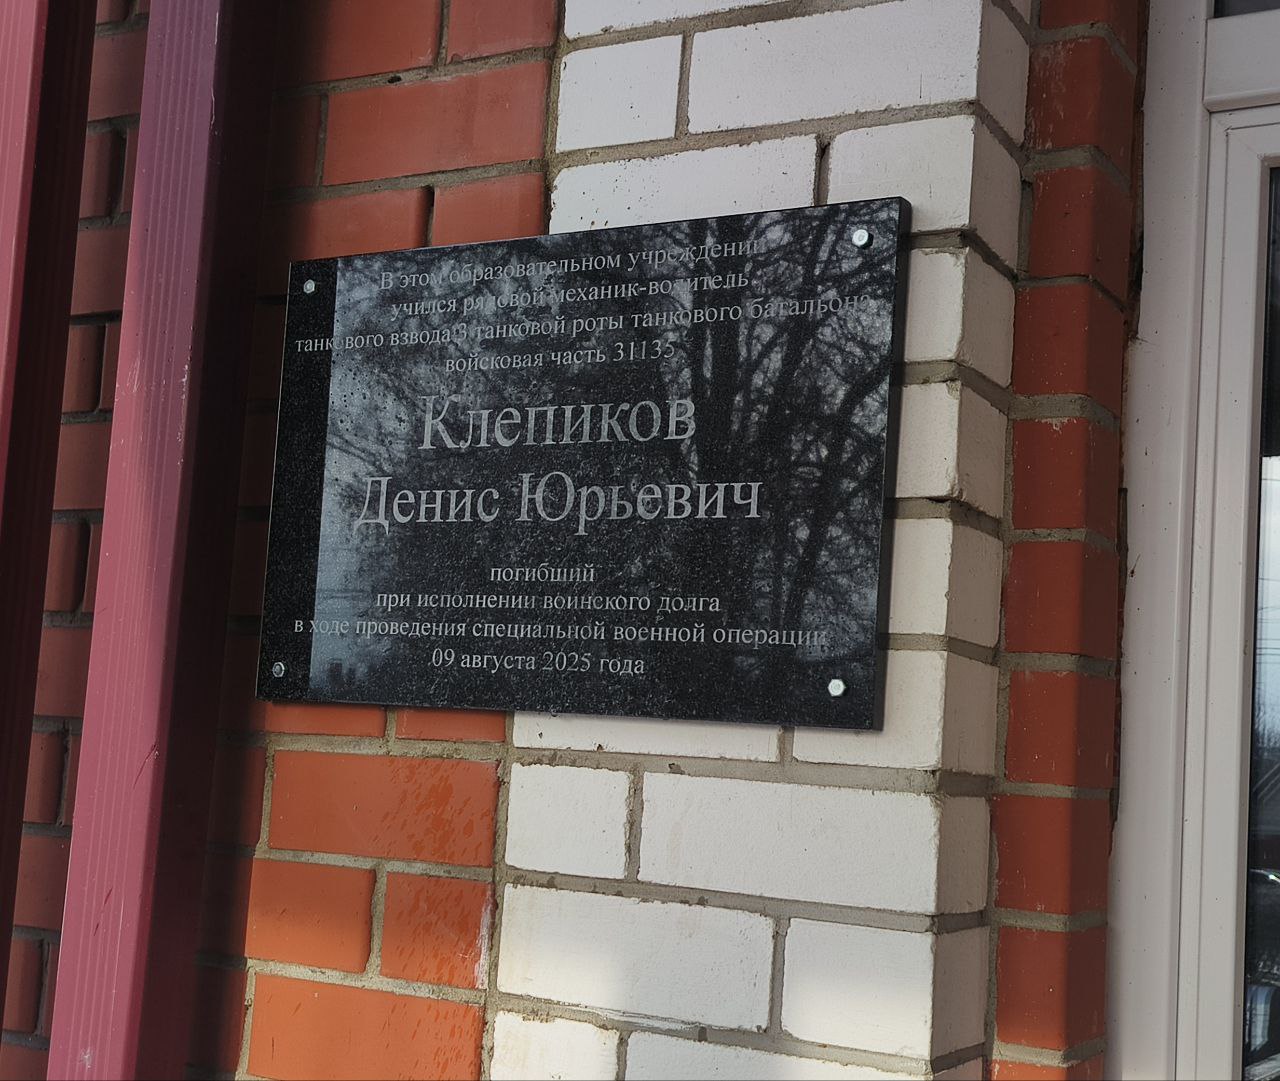 В этом образовательном учреждении
учился рядовой механик-водитель
танкового взвода 3 танковой роты танкового батальона
войсковая часть 31135
Клепиков
Денис Юрьевич
погибший
при исполнении воинского долга
в ходе проведения специальной военной операции
09 августа 2025 года